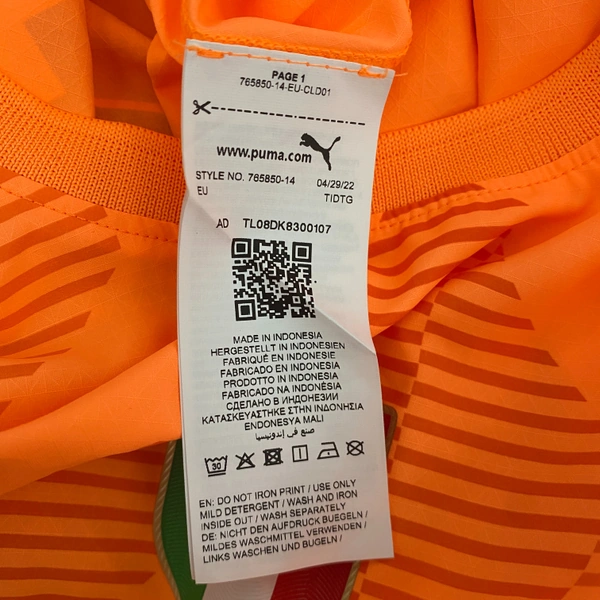 PAGE 1
765850-14-EU-CLD01
www.puma.com
STYLE NO. 765850-14 04/29/22
EU TIDTG
AD TL08DK8300107
MADE IN INDONESIA
HERGESTELLT IN INDONESIEN
FABRIQUÉ EN INDONESIE
FABRICADO EN INDONESIA
PRODOTTO IN INDONESIA
FABRICADO NA INDONÉSIA
СДЕЛАНО В ИНДОНЕЗИИ
ΚΑΤΑΣΚΕΥΑΣΤΗΚΕ ΣΤΗΝ ΙΝΔΟΝΗΣΙΑ
ENDONESYA MALI
صنع في إندونيسيا
30
EN: DO NOT IRON PRINT / USE ONLY
MILD DETERGENT / WASH AND IRON
INSIDE OUT / WASH SEPARATELY
DE: NICHT DEN AUFDRUCK BUEGELN /
MILDES WASCHMITTEL VERWENDEN /
LINKS WASCHEN UND BUGELN /